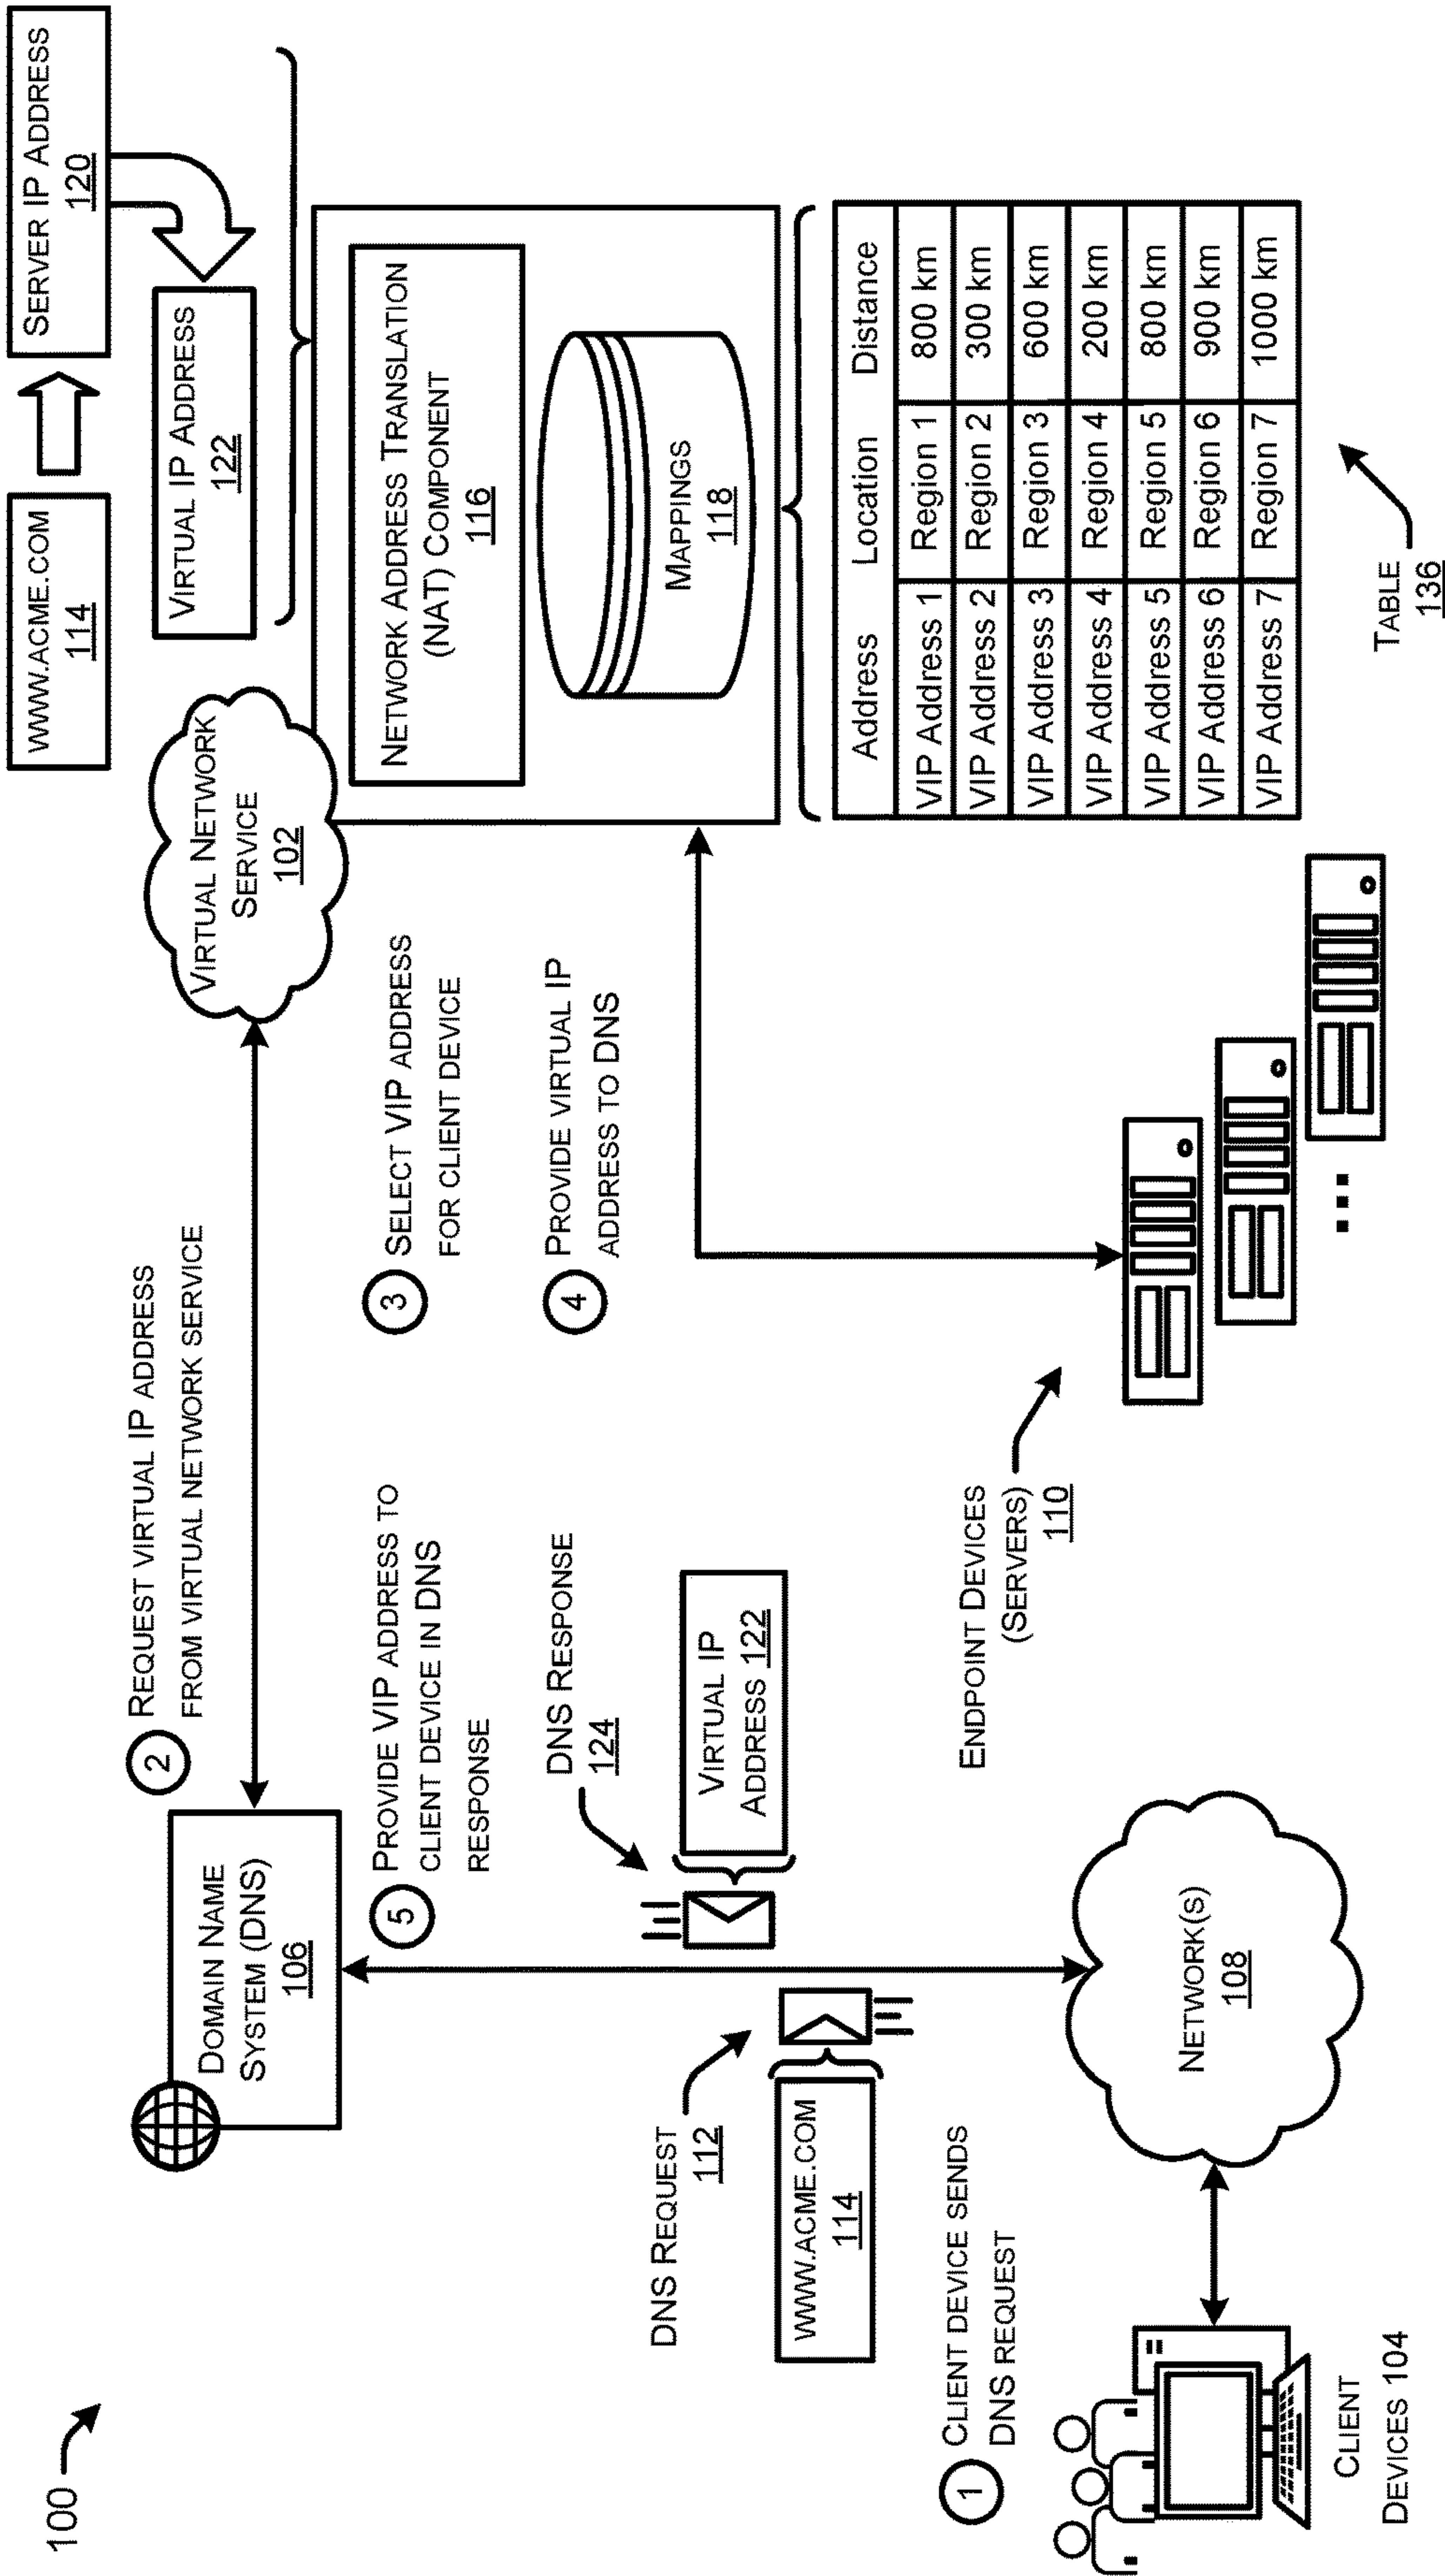 100
WWW.ACME.COM
114
SERVER IP ADDRESS
120
VIRTUAL IP ADDRESS
122
DOMAIN NAME
SYSTEM (DNS)
106
2
REQUEST VIRTUAL IP ADDRESS
FROM VIRTUAL NETWORK SERVICE
VIRTUAL NETWORK
SERVICE
102
5
PROVIDE VIP ADDRESS TO
CLIENT DEVICE IN DNS
RESPONSE
3
SELECT VIP ADDRESS
FOR CLIENT DEVICE
4
PROVIDE VIRTUAL IP
ADDRESS TO DNS
NETWORK ADDRESS TRANSLATION
(NAT) COMPONENT
116
MAPPINGS
118
DNS REQUEST
112
WWW.ACME.COM
114
DNS RESPONSE
124
VIRTUAL IP
ADDRESS 122
1
CLIENT DEVICE SENDS
DNS REQUEST
CLIENT
DEVICES 104
NETWORK(S)
108
ENDPOINT DEVICES
(SERVERS)
110
...
Address Location Distance
VIP Address 1 Region 1 800 km
VIP Address 2 Region 2 300 km
VIP Address 3 Region 3 600 km
VIP Address 4 Region 4 200 km
VIP Address 5 Region 5 800 km
VIP Address 6 Region 6 900 km
VIP Address 7 Region 7 1000 km
TABLE
136